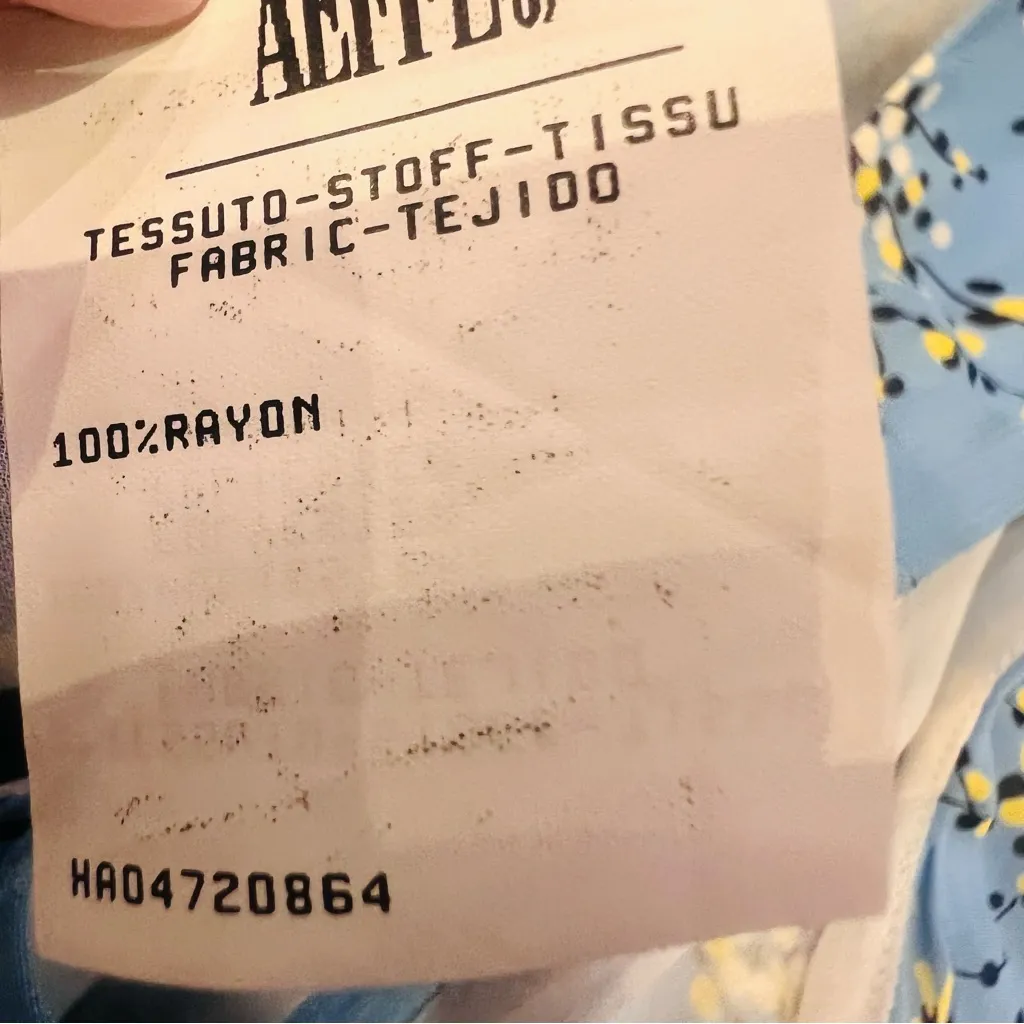 TESSUTO-STOFF-TISSU
FABRIC-TEJIDO
100%RAYON
HA04720864